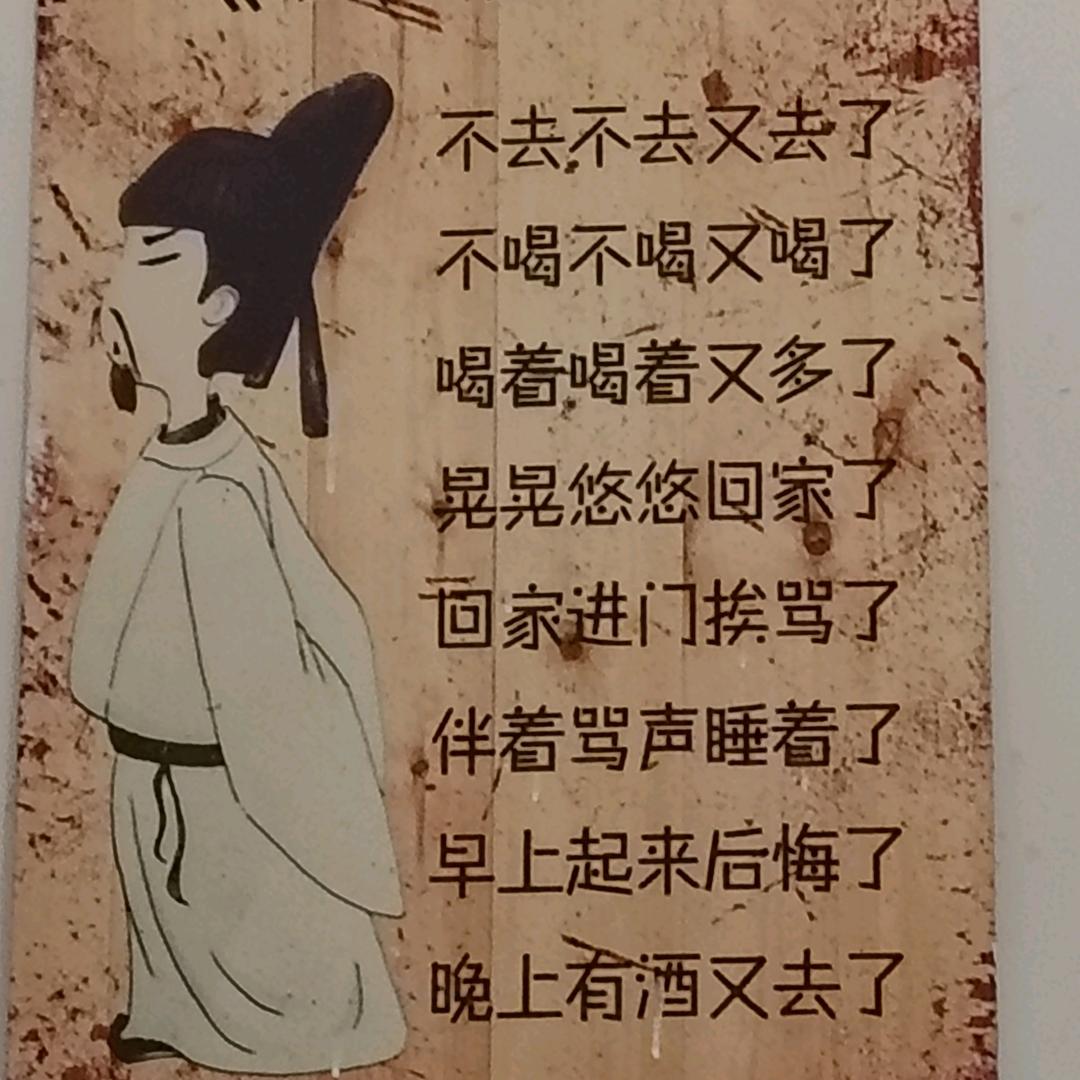 不去不去又去了
不喝不喝又喝了
喝着喝着又多了
晃晃悠悠回家了
回家进门挨骂了
伴着骂声睡着了
早上起来后悔了
晚上有酒又去了